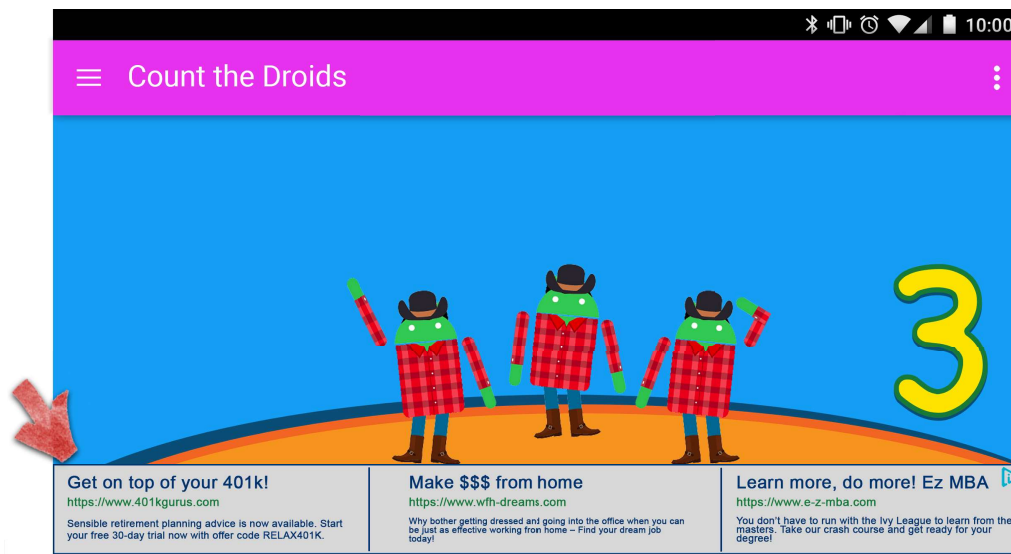 10:00
Count the Droids
3
Get on top of your 401k!
https://www.401kgurus.com
Sensible retirement planning advice is now available. Start
your free 30-day trial now with offer code RELAX401K.
Make $$$ from home
https://www.wfh-dreams.com
Why bother getting dressed and going into the office when you can
be just as effective working from home – Find your dream job
today!
Learn more, do more! Ez MBA
https://www.e-z-mba.com
You don't have to run with the Ivy League to learn from the
masters. Take our crash course and get ready for your
degree!